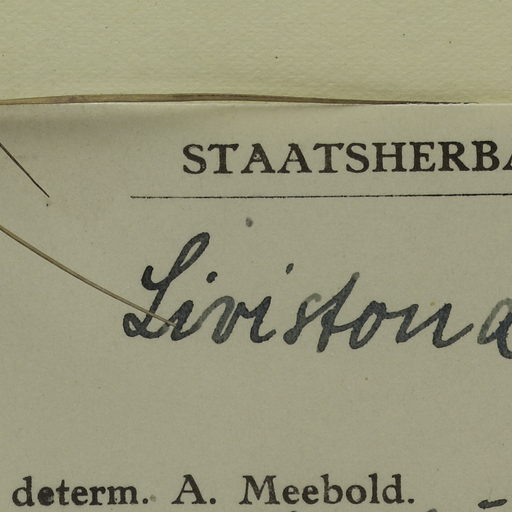 STAATSHERBA
Livistona
determ. A. Meebold.